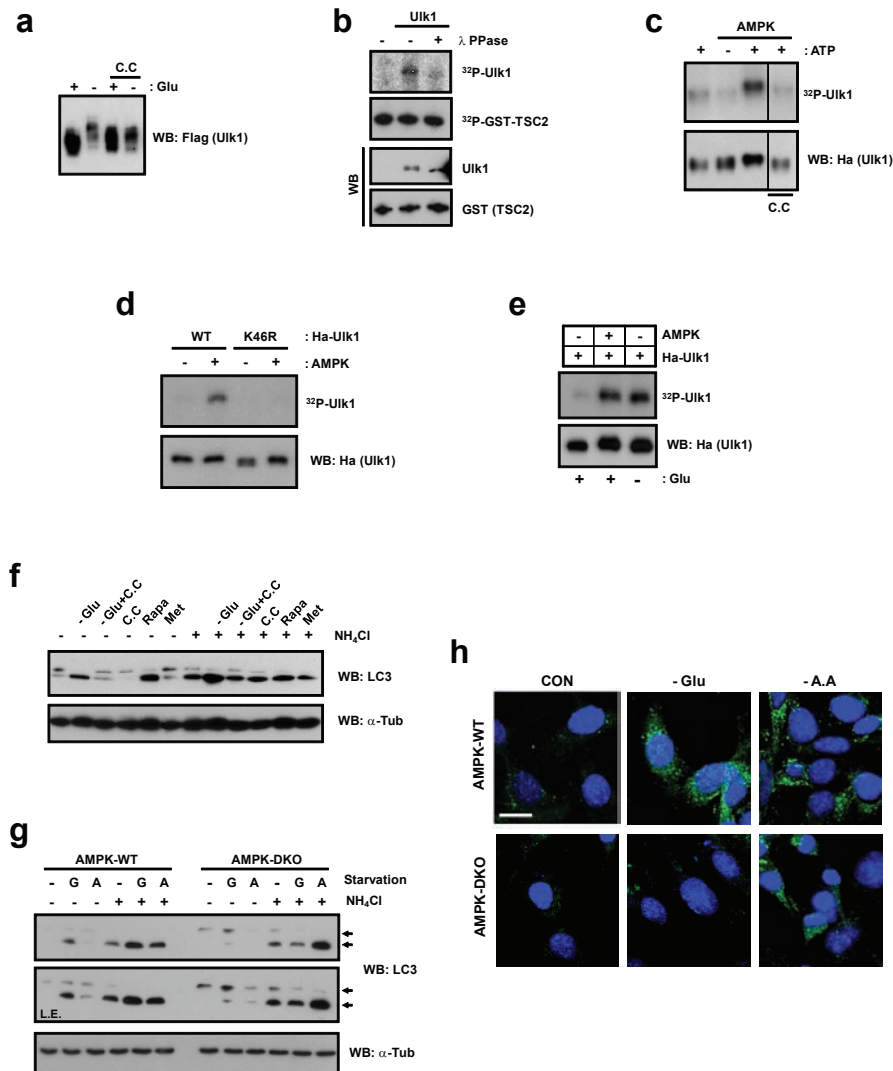 a
C.C
+ - + - : Glu
WB: Flag (Ulk1)
b
Ulk1
- - + λ PPase
³²P-Ulk1
³²P-GST-TSC2
WB
Ulk1
GST (TSC2)
c
AMPK
+ - + + : ATP
³²P-Ulk1
WB: Ha (Ulk1)
C.C
d
WT K46R : Ha-Ulk1
- + - + : AMPK
³²P-Ulk1
WB: Ha (Ulk1)
e
- + - AMPK
+ + + Ha-Ulk1
³²P-Ulk1
WB: Ha (Ulk1)
+ + - : Glu
f
- Glu - Glu+C.C C.C Rapa Met - Glu - Glu+C.C C.C Rapa Met
- - - - - - + + + + + + NH₄Cl
WB: LC3
WB: α-Tub
g
AMPK-WT AMPK-DKO
- G A - G A - G A - G A Starvation
- - - + + + - - - + + + NH₄Cl
WB: LC3
L.E.
WB: α-Tub
h
CON - Glu - A.A
AMPK-WT
AMPK-DKO